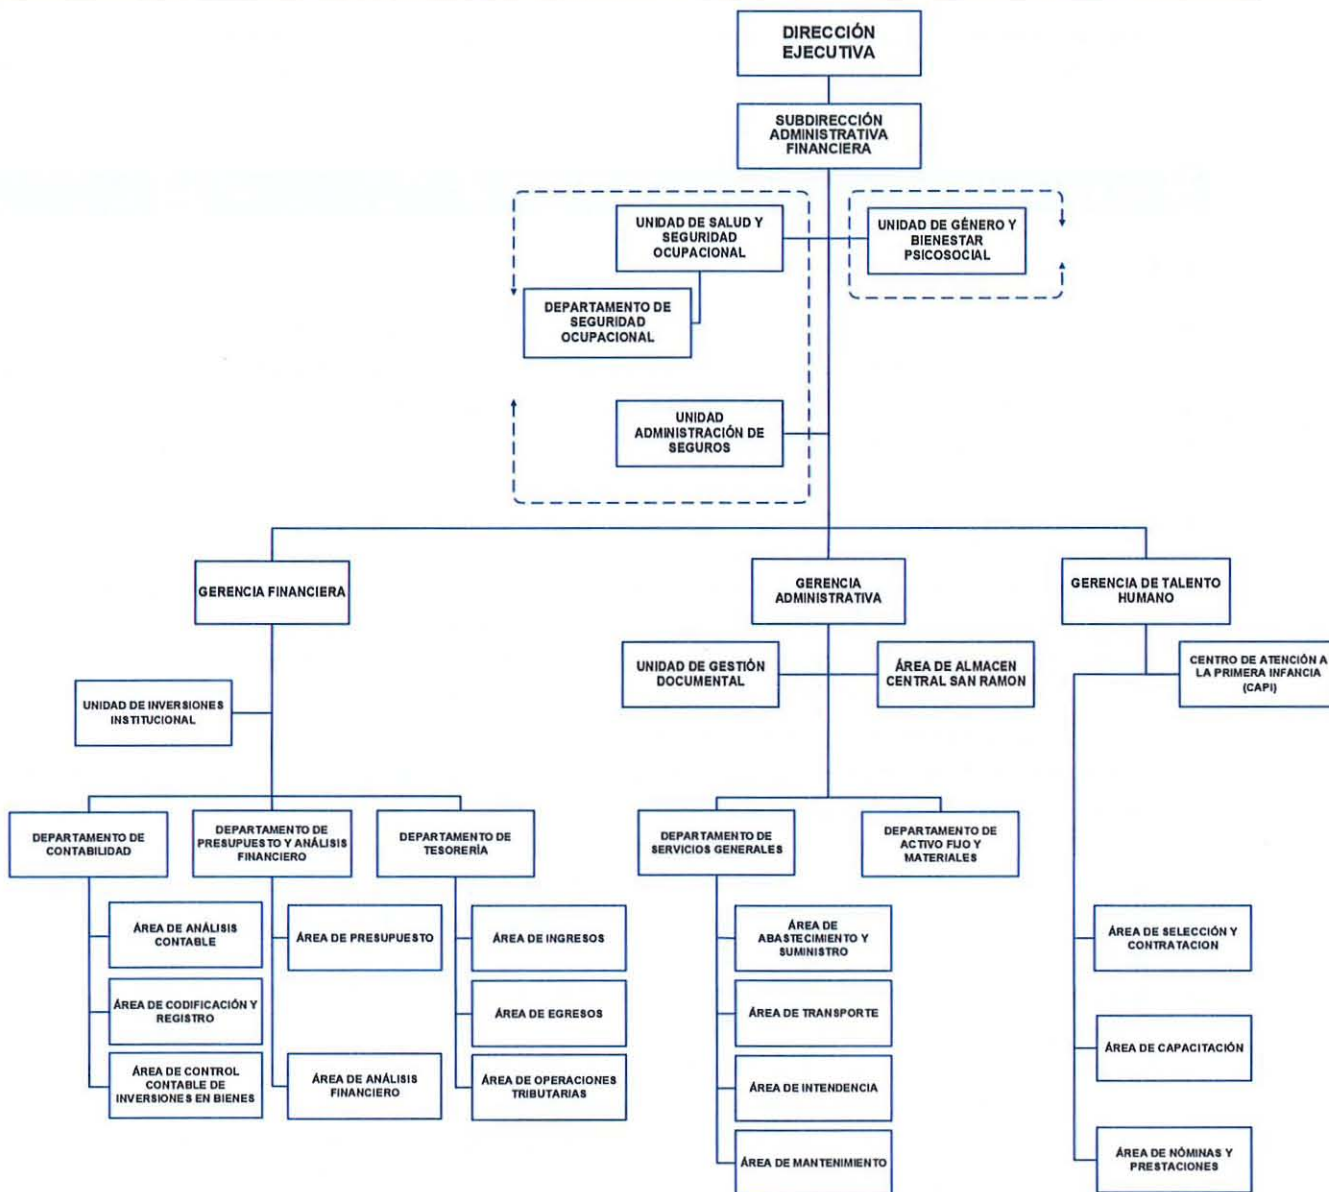 DIRECCIÓN
EJECUTIVA
SUBDIRECCIÓN
ADMINISTRATIVA
FINANCIERA
UNIDAD DE SALUD Y
SEGURIDAD
OCUPACIONAL
UNIDAD DE GÉNERO Y
BIENESTAR
PSICOSOCIAL
DEPARTAMENTO DE
SEGURIDAD
OCUPACIONAL
UNIDAD
ADMINISTRACIÓN DE
SEGUROS
GERENCIA FINANCIERA
GERENCIA
ADMINISTRATIVA
GERENCIA DE TALENTO
HUMANO
UNIDAD DE INVERSIONES
INSTITUCIONAL
UNIDAD DE GESTIÓN
DOCUMENTAL
ÁREA DE ALMACEN
CENTRAL SAN RAMON
CENTRO DE ATENCIÓN A
LA PRIMERA INFANCIA
(CAPI)
DEPARTAMENTO DE
CONTABILIDAD
DEPARTAMENTO DE
PRESUPUESTO Y ANÁLISIS
FINANCIERO
DEPARTAMENTO DE
TESORERÍA
DEPARTAMENTO DE
SERVICIOS GENERALES
DEPARTAMENTO DE
ACTIVO FIJO Y
MATERIALES
ÁREA DE ANÁLISIS
CONTABLE
ÁREA DE CODIFICACIÓN Y
REGISTRO
ÁREA DE CONTROL
CONTABLE DE
INVERSIONES EN BIENES
ÁREA DE PRESUPUESTO
ÁREA DE ANÁLISIS
FINANCIERO
ÁREA DE INGRESOS
ÁREA DE EGRESOS
ÁREA DE OPERACIONES
TRIBUTARIAS
ÁREA DE
ABASTECIMIENTO Y
SUMINISTRO
ÁREA DE TRANSPORTE
ÁREA DE INTENDENCIA
ÁREA DE MANTENIMIENTO
ÁREA DE SELECCIÓN Y
CONTRATACION
ÁREA DE CAPACITACIÓN
ÁREA DE NÓMINAS Y
PRESTACIONES